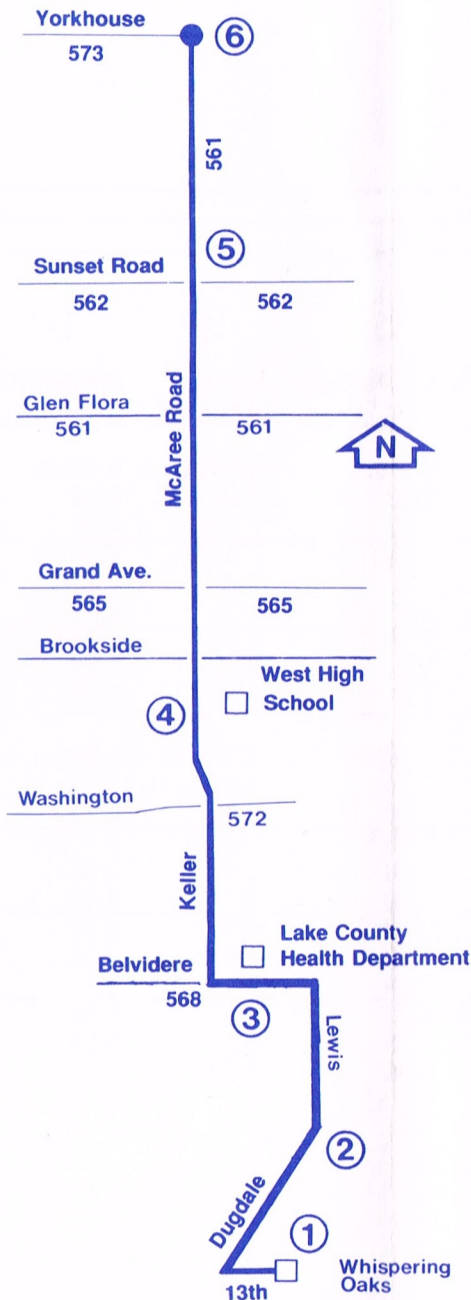 Yorkhouse
573
⑥
561
⑤
Sunset Road
562
562
Glen Flora
561
561
McAree Road
N
Grand Ave.
565
565
Brookside
West High
School
④
Washington
572
Keller
Lake County
Health Department
Belvidere
568
③
Lewis
②
Dugdale
①
Whispering
Oaks
13th